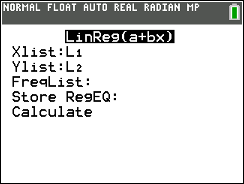 NORMAL FLOAT AUTO REAL RADIAN MP
LinReg(a+bx)
Xlist:L₁
Ylist:L₂
FreqList:
Store RegEQ:
Calculate